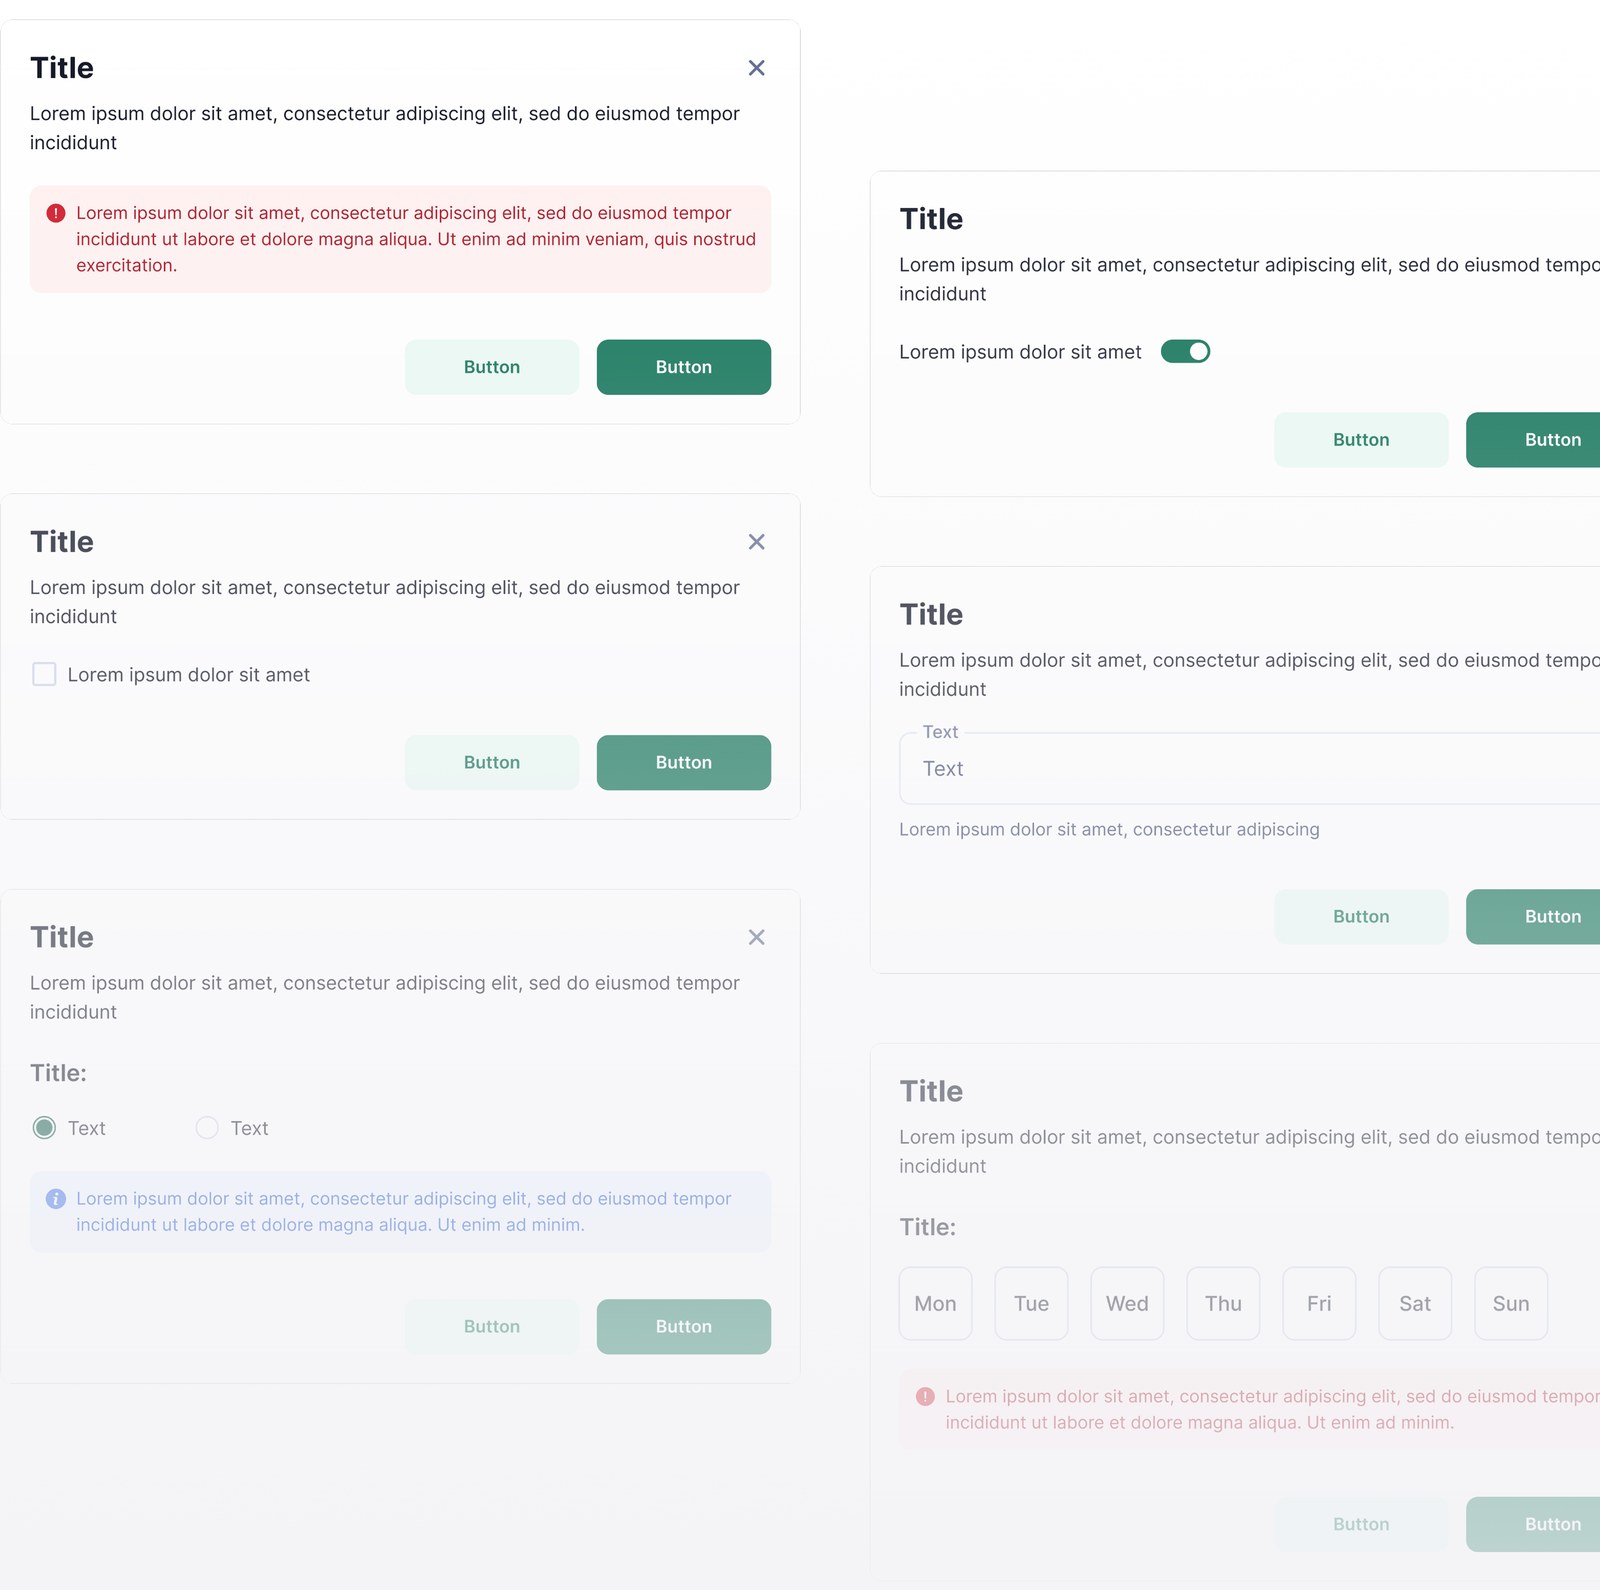 Title
Lorem ipsum dolor sit amet, consectetur adipiscing elit, sed do eiusmod tempor
incididunt
Lorem ipsum dolor sit amet, consectetur adipiscing elit, sed do eiusmod tempor
incididunt ut labore et dolore magna aliqua. Ut enim ad minim veniam, quis nostrud
exercitation.
Button
Button
Title
Lorem ipsum dolor sit amet, consectetur adipiscing elit, sed do eiusmod tempor
incididunt
Lorem ipsum dolor sit amet
Button
Button
Title
Lorem ipsum dolor sit amet, consectetur adipiscing elit, sed do eiusmod tempor
incididunt
Title:
Text
Text
Lorem ipsum dolor sit amet, consectetur adipiscing elit, sed do eiusmod tempor
incididunt ut labore et dolore magna aliqua. Ut enim ad minim.
Button
Button
Title
Lorem ipsum dolor sit amet, consectetur adipiscing elit, sed do eiusmod tempo
incididunt
Lorem ipsum dolor sit amet
Button
Button
Title
Lorem ipsum dolor sit amet, consectetur adipiscing elit, sed do eiusmod tempo
incididunt
Text
Text
Lorem ipsum dolor sit amet, consectetur adipiscing
Button
Button
Title
Lorem ipsum dolor sit amet, consectetur adipiscing elit, sed do eiusmod tempo
incididunt
Title:
Mon Tue Wed Thu Fri Sat Sun
Lorem ipsum dolor sit amet, consectetur adipiscing elit, sed do eiusmod tempor
incididunt ut labore et dolore magna aliqua. Ut enim ad minim.
Button
Button